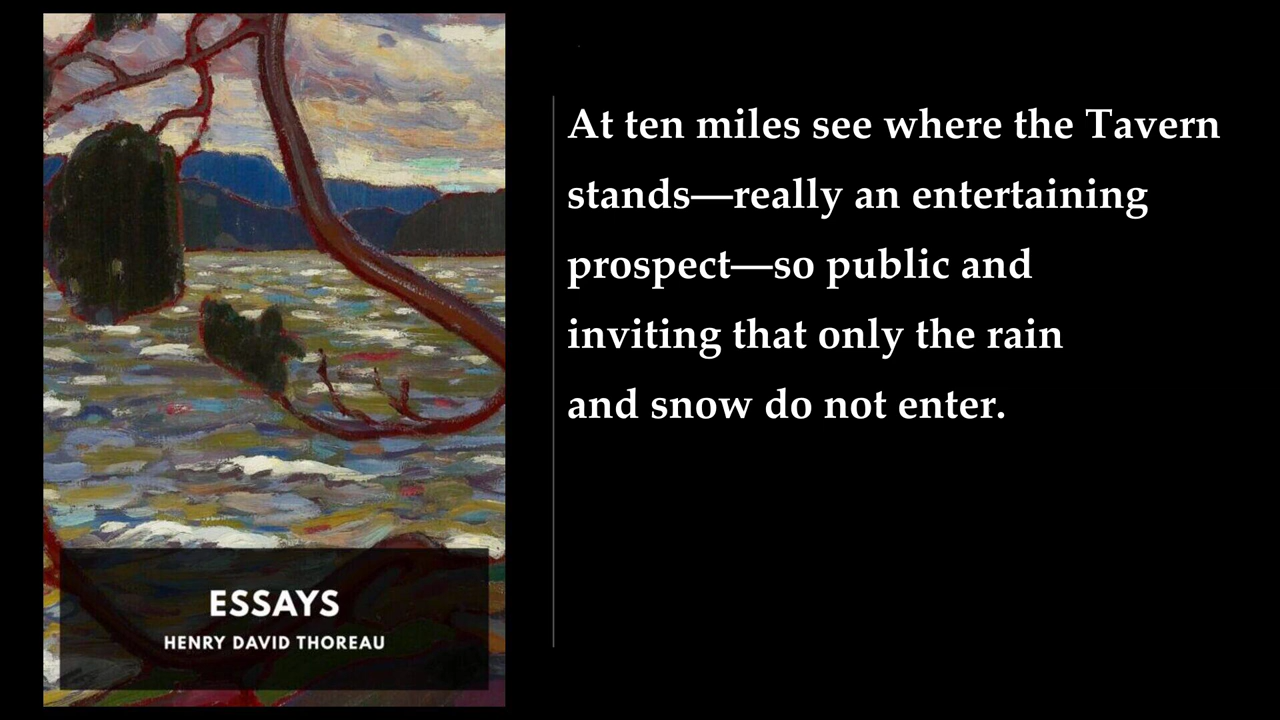 ESSAYS
HENRY DAVID THOREAU
At ten miles see where the Tavern
stands—really an entertaining
prospect—so public and
inviting that only the rain
and snow do not enter.